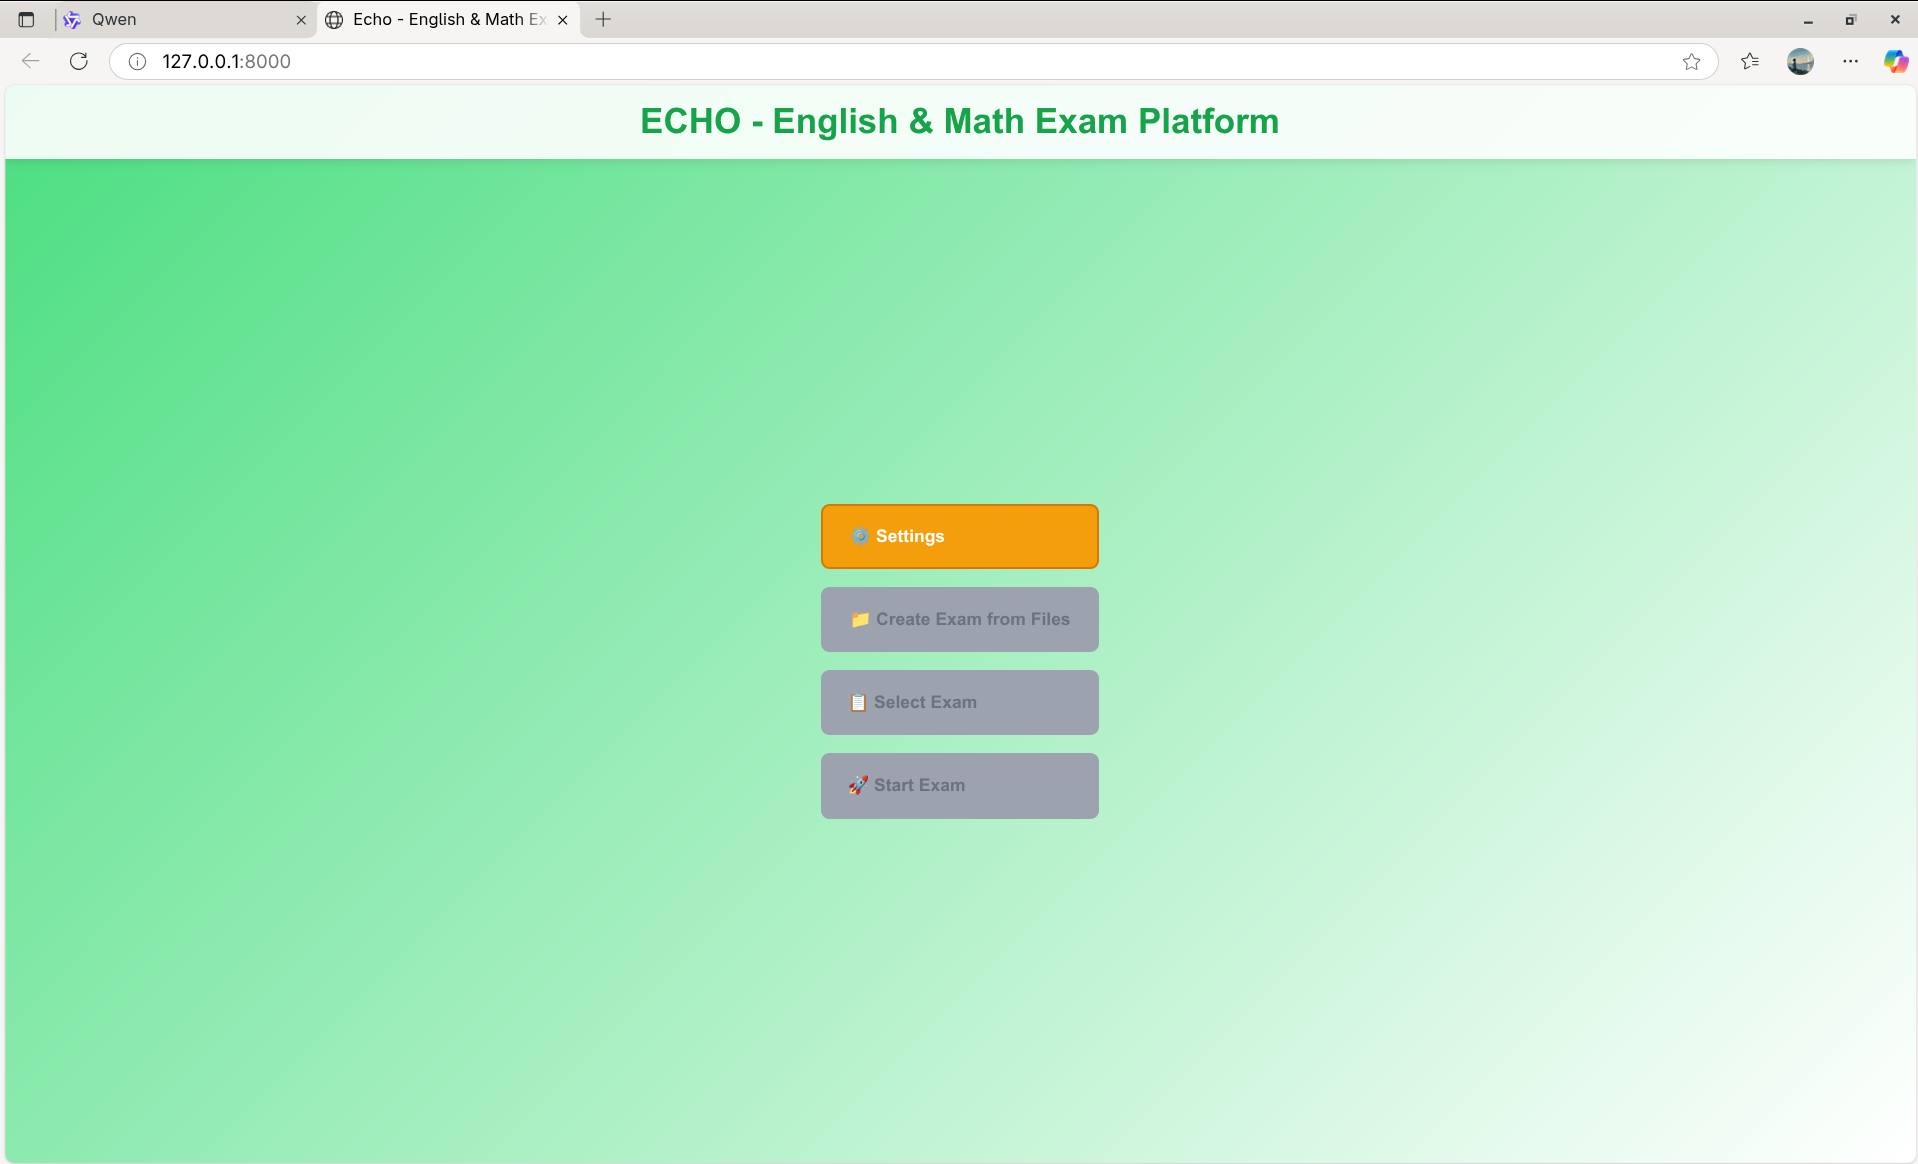 Qwen
Echo - English & Math Ex
127.0.0.1:8000
ECHO - English & Math Exam Platform
⚙️ Settings
📁 Create Exam from Files
📋 Select Exam
🚀 Start Exam